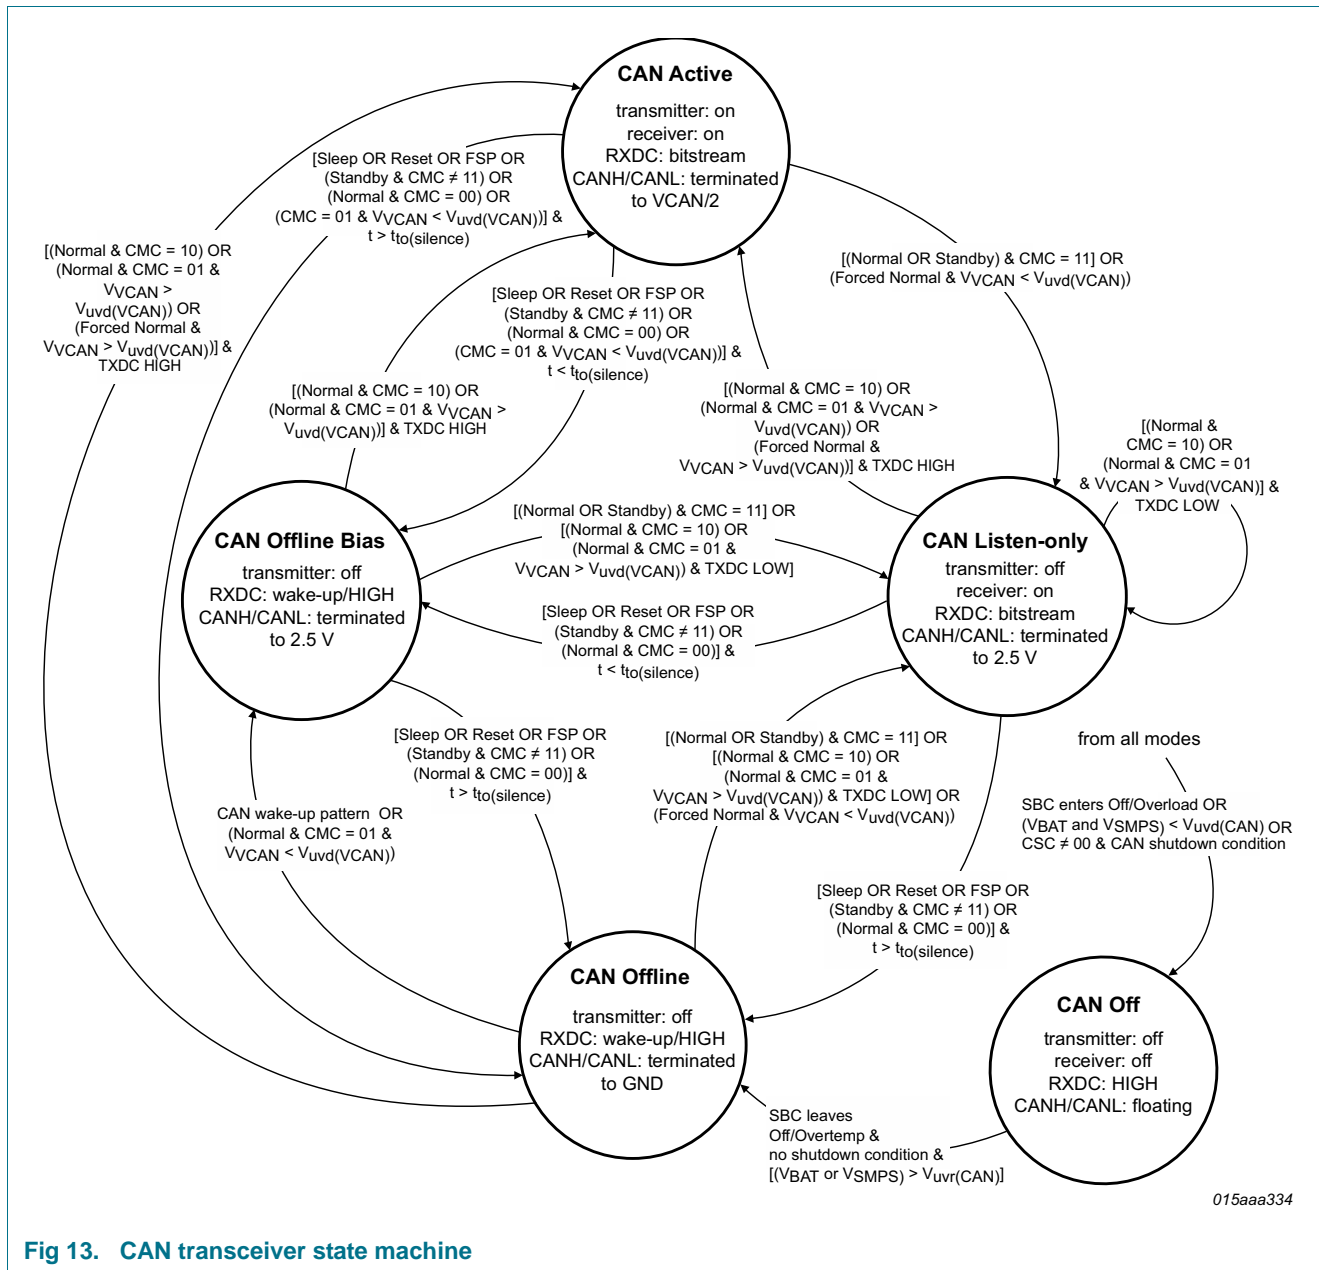 CAN Active
transmitter: on
receiver: on
RXDC: bitstream
CANH/CANL: terminated
to VCAN/2
[Sleep OR Reset OR FSP OR
(Standby & CMC ≠ 11) OR
(Normal & CMC = 00) OR
(CMC = 01 & VVCAN < Vuvd(VCAN))] &
t > tto(silence)
[(Normal & CMC = 10) OR
(Normal & CMC = 01 &
VVCAN >
Vuvd(VCAN)) OR
(Forced Normal &
VVCAN > Vuvd(VCAN))] &
TXDC HIGH
[(Normal OR Standby) & CMC = 11] OR
(Forced Normal & VVCAN < Vuvd(VCAN))
[Sleep OR Reset OR FSP OR
(Standby & CMC ≠ 11) OR
(Normal & CMC = 00) OR
(CMC = 01 & VVCAN < Vuvd(VCAN))] &
t < tto(silence)
[(Normal & CMC = 10) OR
(Normal & CMC = 01 & VVCAN >
Vuvd(VCAN)] & TXDC HIGH
[(Normal & CMC = 10) OR
(Normal & CMC = 01 & VVCAN >
Vuvd(VCAN)) OR
(Forced Normal &
VVCAN > Vuvd(VCAN))] & TXDC HIGH
[(Normal &
CMC = 10) OR
(Normal & CMC = 01
& VVCAN > Vuvd(VCAN)] &
TXDC LOW
CAN Offline Bias
transmitter: off
RXDC: wake-up/HIGH
CANH/CANL: terminated
to 2.5 V
[(Normal OR Standby) & CMC = 11] OR
[(Normal & CMC = 10) OR
(Normal & CMC = 01 &
VVCAN > Vuvd(VCAN)) & TXDC LOW]
[Sleep OR Reset OR FSP OR
(Standby & CMC ≠ 11) OR
(Normal & CMC = 00)] &
t < tto(silence)
CAN Listen-only
transmitter: off
receiver: on
RXDC: bitstream
CANH/CANL: terminated
to 2.5 V
[Sleep OR Reset OR FSP OR
(Standby & CMC ≠ 11) OR
(Normal & CMC = 00)] &
t > tto(silence)
[(Normal OR Standby) & CMC = 11] OR
[(Normal & CMC = 10) OR
(Normal & CMC = 01 &
VVCAN > Vuvd(VCAN)) & TXDC LOW] OR
(Forced Normal & VVCAN < Vuvd(VCAN))
from all modes
SBC enters Off/Overload OR
(VBAT and VSMPS) < Vuvd(CAN) OR
CSC ≠ 00 & CAN shutdown condition
CAN wake-up pattern OR
(Normal & CMC = 01 &
VVCAN < Vuvd(VCAN))
[Sleep OR Reset OR FSP OR
(Standby & CMC ≠ 11) OR
(Normal & CMC = 00)] &
t > tto(silence)
CAN Offline
transmitter: off
RXDC: wake-up/HIGH
CANH/CANL: terminated
to GND
CAN Off
transmitter: off
receiver: off
RXDC: HIGH
CANH/CANL: floating
SBC leaves
Off/Overtemp &
no shutdown condition &
[(VBAT or VSMPS) > Vuvr(CAN)]
015aaa334
Fig 13. CAN transceiver state machine